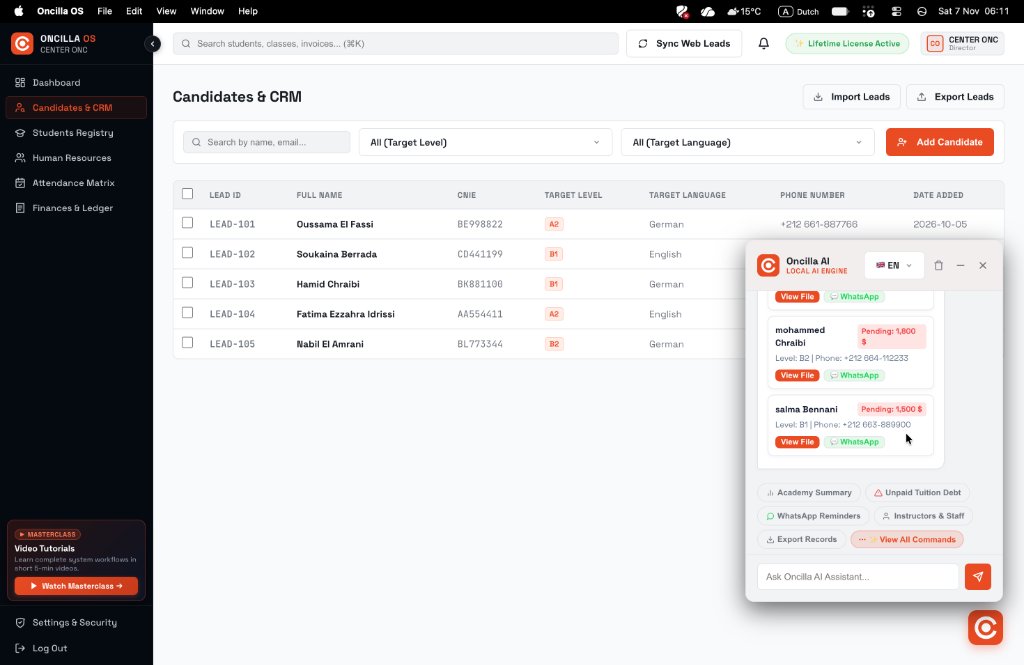 Oncilla OS File Edit View Window Help
15°C A Dutch Sat 7 Nov 06:11
ONCILLA OS
CENTER ONC
Search students, classes, invoices... (⌘K)
Sync Web Leads
Lifetime License Active
CO
CENTER ONC
Director
Dashboard
Candidates & CRM
Students Registry
Human Resources
Attendance Matrix
Finances & Ledger
Candidates & CRM
Import Leads
Export Leads
Search by name, email...
All (Target Level)
All (Target Language)
Add Candidate
LEAD ID FULL NAME CNIE TARGET LEVEL TARGET LANGUAGE PHONE NUMBER DATE ADDED
LEAD-101 Oussama El Fassi BE998822 A2 German +212 661-887766 2026-10-05
LEAD-102 Soukaina Berrada CD441199 B1 English
LEAD-103 Hamid Chraibi BK881100 B1 German
LEAD-104 Fatima Ezzahra Idrissi AA554411 A2 English
LEAD-105 Nabil El Amrani BL773344 B2 German
Oncilla AI
LOCAL AI ENGINE
EN
View File WhatsApp
mohammed
Chraibi
Pending: 1,800
$
Level: B2 | Phone: +212 664-112233
View File WhatsApp
salma Bennani Pending: 1,500 $
Level: B1 | Phone: +212 663-889900
View File WhatsApp
Academy Summary Unpaid Tuition Debt
WhatsApp Reminders Instructors & Staff
Export Records View All Commands
Ask Oncilla AI Assistant...
MASTERCLASS
Video Tutorials
Learn complete system workflows in
short 5-min videos.
Watch Masterclass →
Settings & Security
Log Out